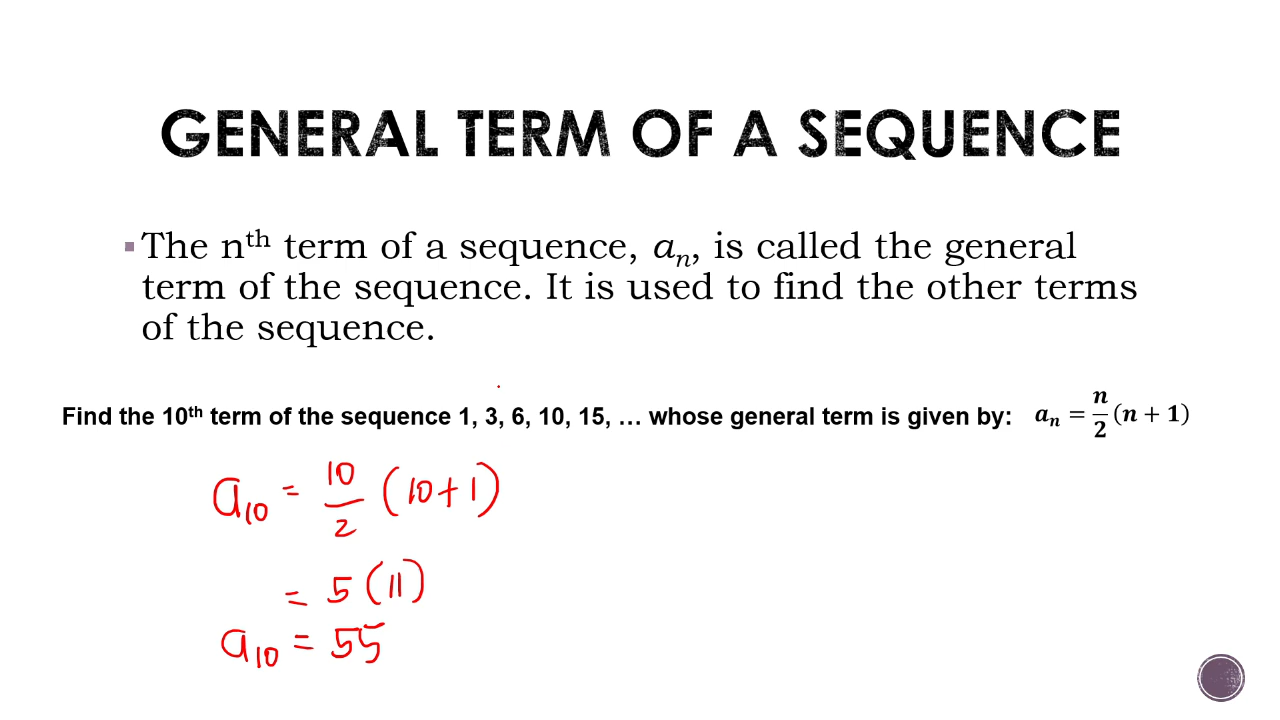 GENERAL TERM OF A SEQUENCE
▪ The nᵗʰ term of a sequence, aₙ, is called the general
term of the sequence. It is used to find the other terms
of the sequence.
Find the 10ᵗʰ term of the sequence 1, 3, 6, 10, 15, … whose general term is given by: aₙ = n/2 (n + 1)
a₁₀ = 10/2 (10+1)
= 5 (11)
a₁₀ = 55